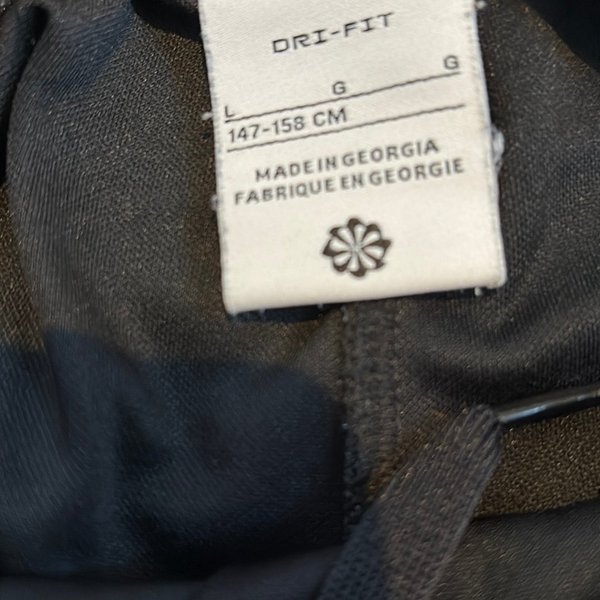 DRI-FIT
L G G
147-158 CM
MADE IN GEORGIA
FABRIQUE EN GEORGIE